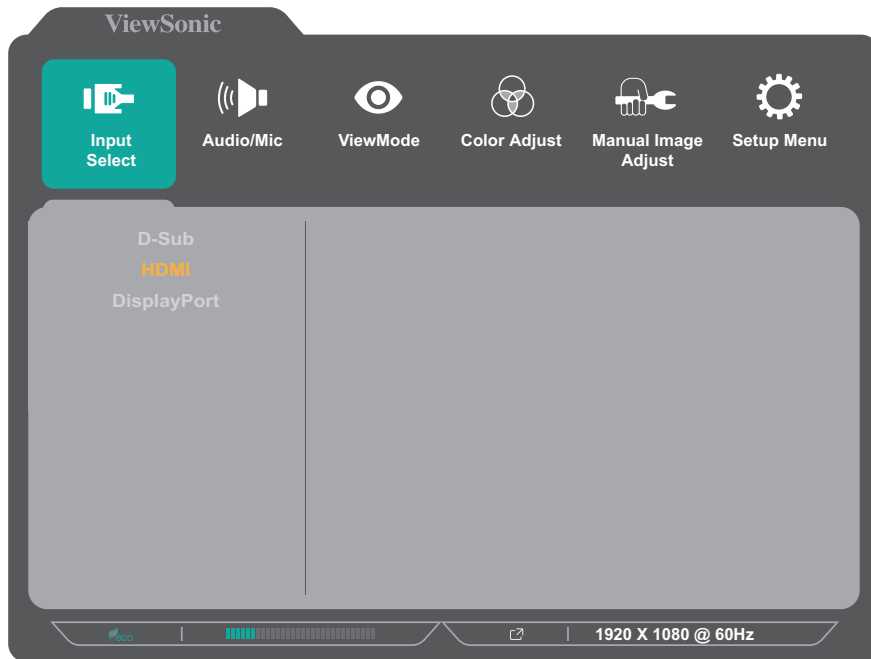 ViewSonic
Input
Select
Audio/Mic
ViewMode
Color Adjust
Manual Image
Adjust
Setup Menu
D-Sub
HDMI
DisplayPort
eco
1920 X 1080 @ 60Hz